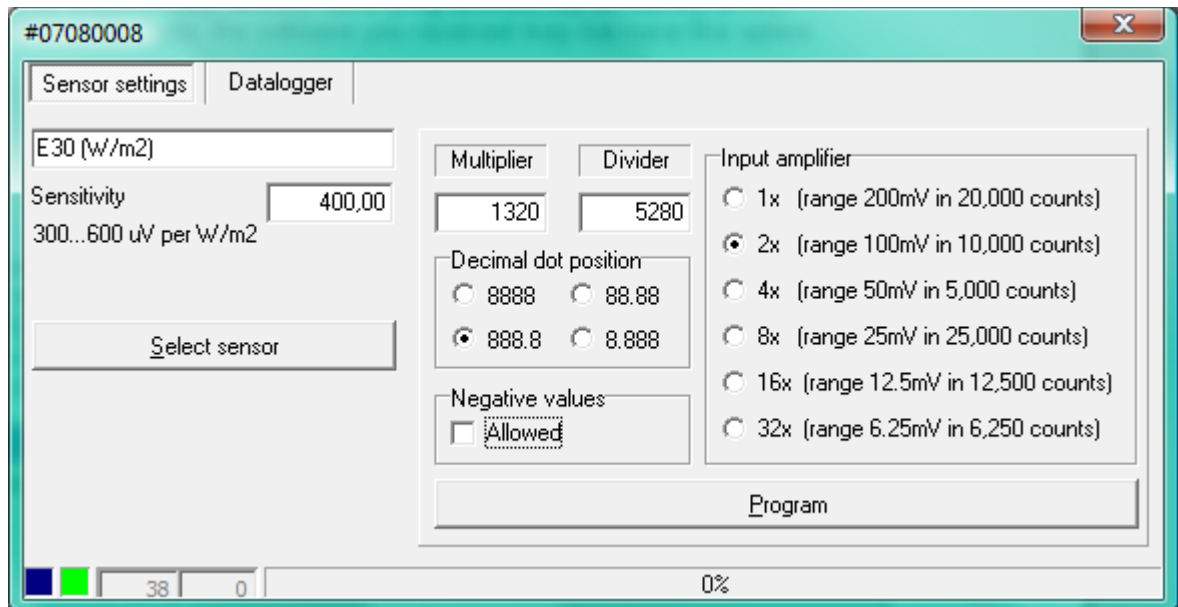 #07080008
Sensor settings
Datalogger
E30 (W/m2)
Sensitivity
400,00
300...600 uV per W/m2
Select sensor
Multiplier
Divider
1320
5280
Decimal dot position
8888
88.88
888.8
8.888
Negative values
Allowed
Input amplifier
1x (range 200mV in 20,000 counts)
2x (range 100mV in 10,000 counts)
4x (range 50mV in 5,000 counts)
8x (range 25mV in 25,000 counts)
16x (range 12.5mV in 12,500 counts)
32x (range 6.25mV in 6,250 counts)
Program
38
0
0%